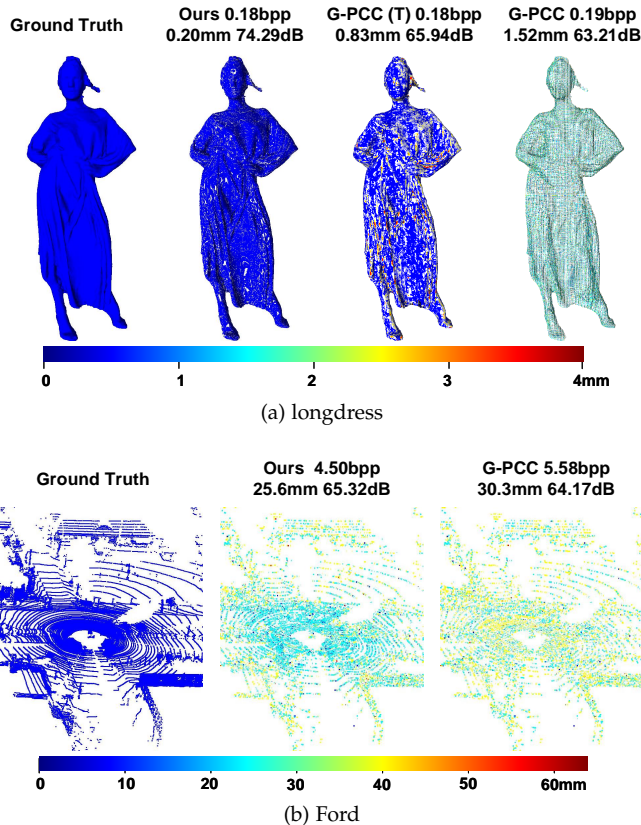 Ground Truth
Ours 0.18bpp
0.20mm 74.29dB
G-PCC (T) 0.18bpp
0.83mm 65.94dB
G-PCC 0.19bpp
1.52mm 63.21dB
0 1 2 3 4mm
(a) longdress
Ground Truth
Ours 4.50bpp
25.6mm 65.32dB
G-PCC 5.58bpp
30.3mm 64.17dB
0 10 20 30 40 50 60mm
(b) Ford